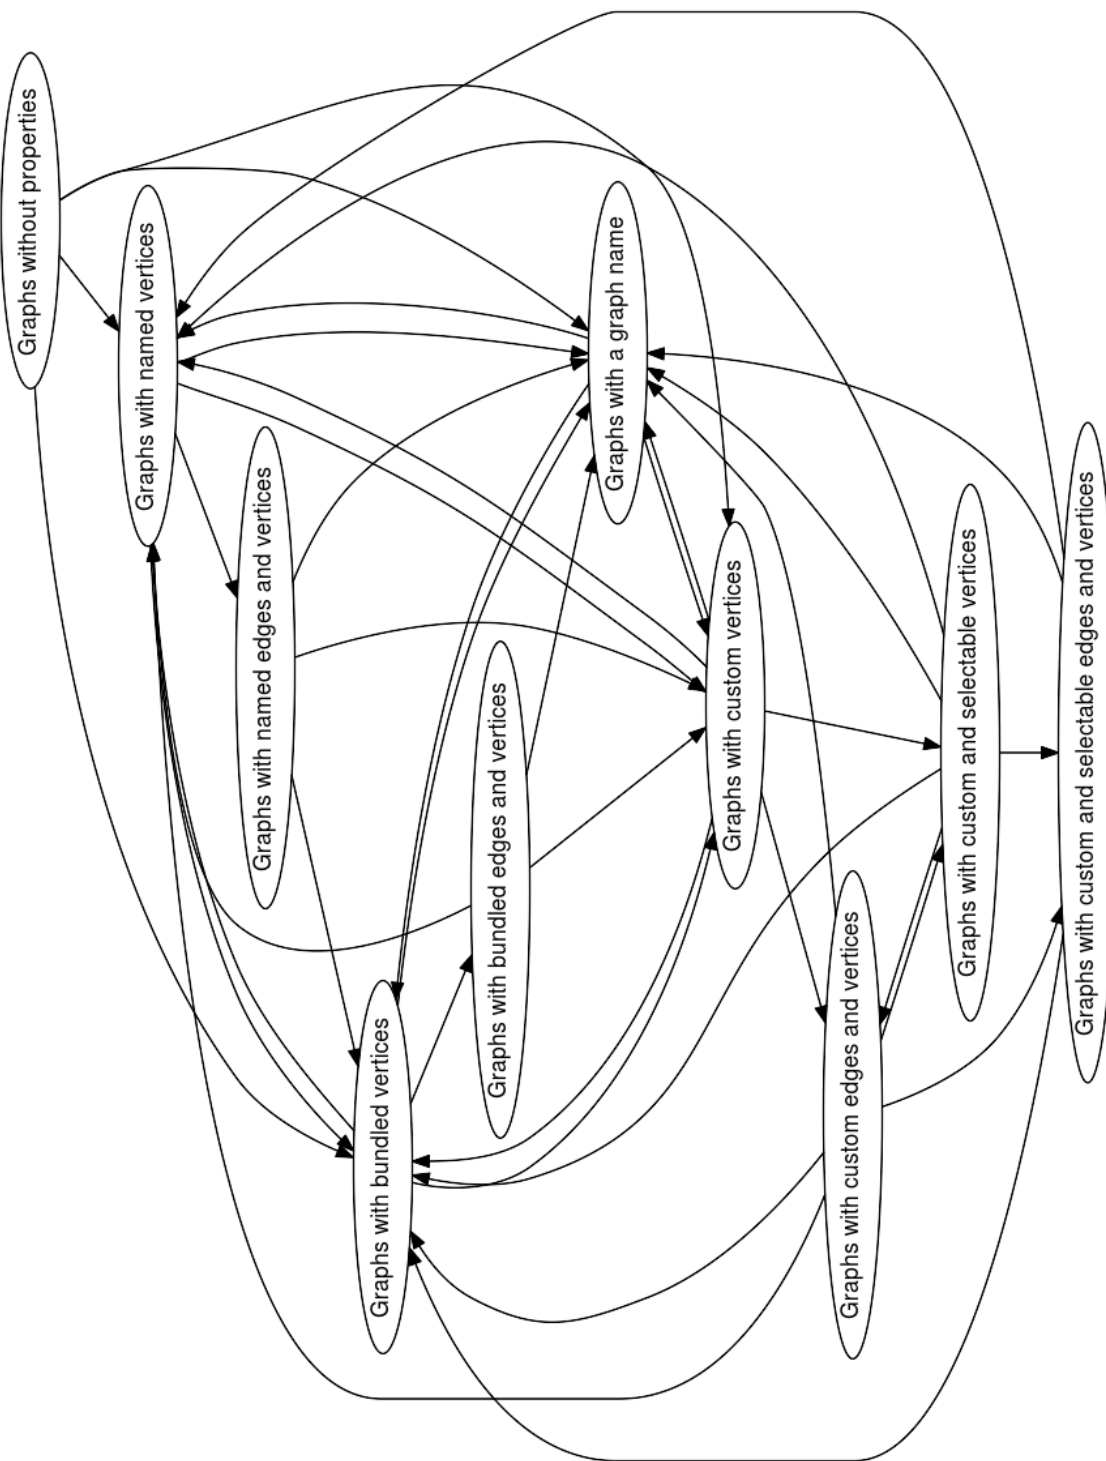 Graphs without properties
Graphs with named vertices
Graphs with named edges and vertices
Graphs with bundled vertices
Graphs with bundled edges and vertices
Graphs with a graph name
Graphs with custom vertices
Graphs with custom edges and vertices
Graphs with custom and selectable vertices
Graphs with custom and selectable edges and vertices